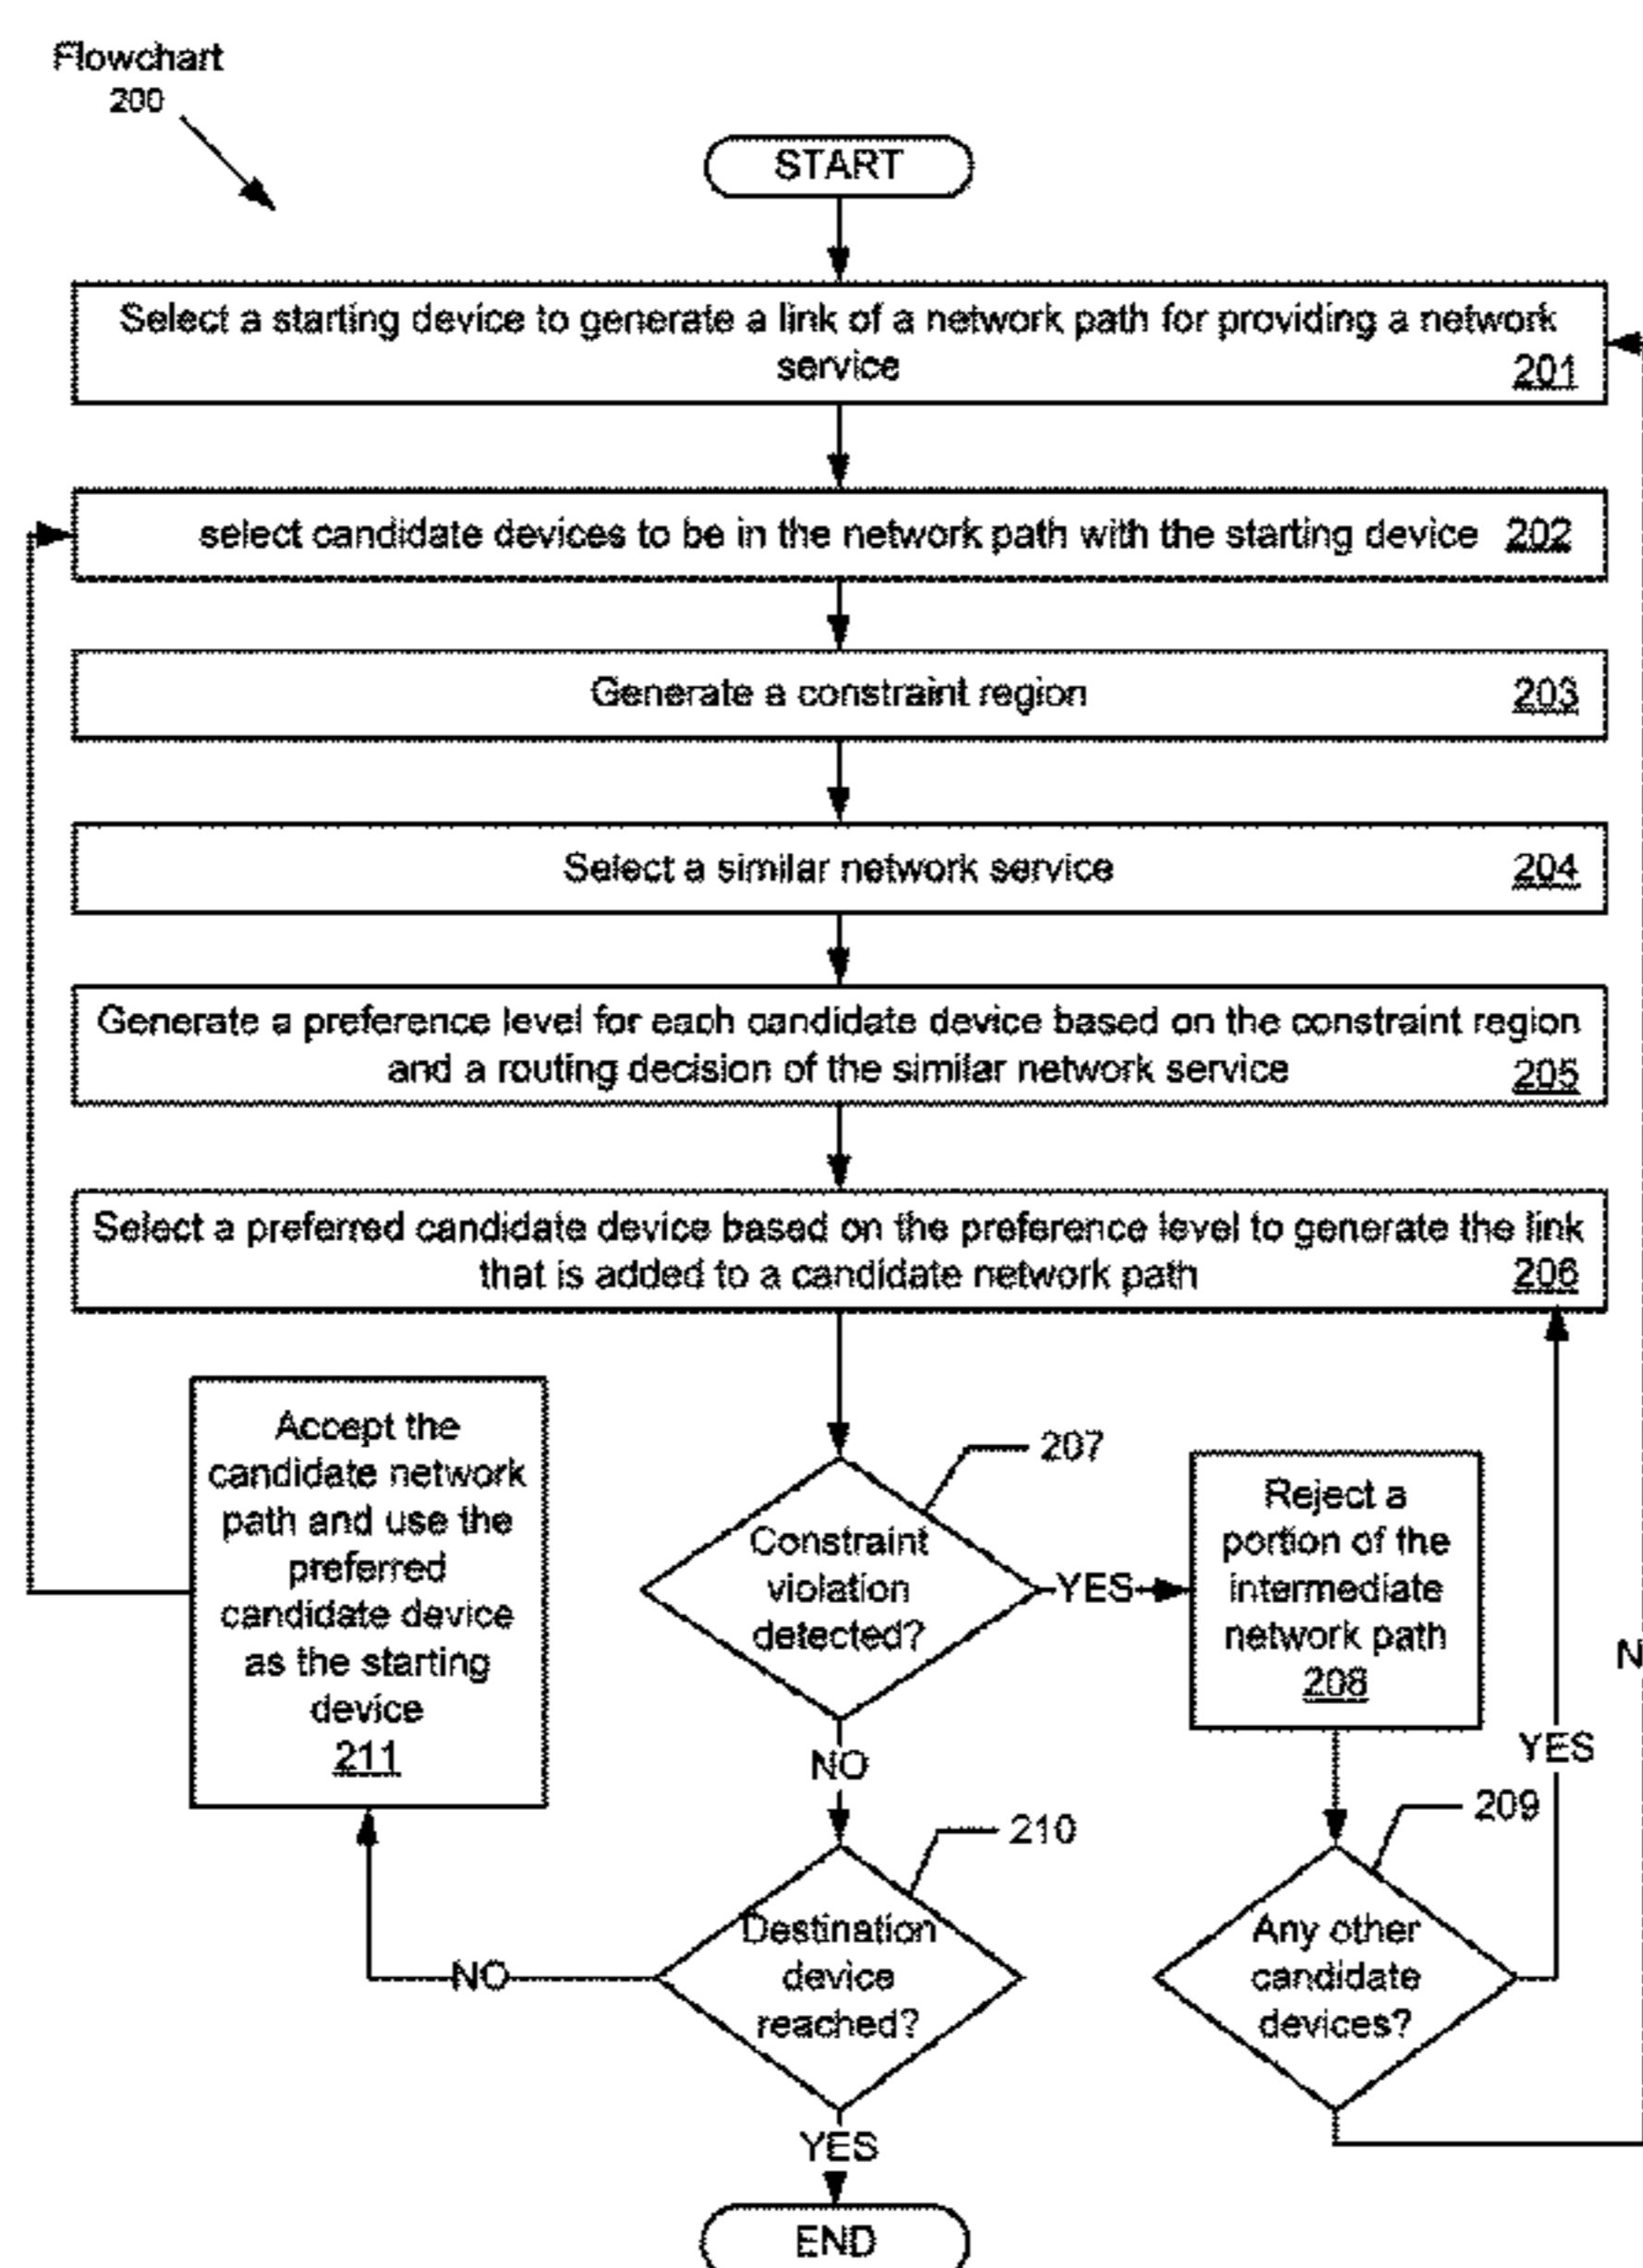 Flowchart
200
START
Select a starting device to generate a link of a network path for providing a network
service
201
select candidate devices to be in the network path with the starting device 202
Generate a constraint region 203
Select a similar network service 204
Generate a preference level for each candidate device based on the constraint region
and a routing decision of the similar network service 205
Select a preferred candidate device based on the preference level to generate the link
that is added to a candidate network path 206
Accept the
candidate network
path and use the
preferred
candidate device
as the starting
device
211
207
Constraint
violation
detected?
YES
Reject a
portion of the
intermediate
network path
208
N
NO
YES
209
210
Destination
device
reached?
Any other
candidate
devices?
NO
YES
END